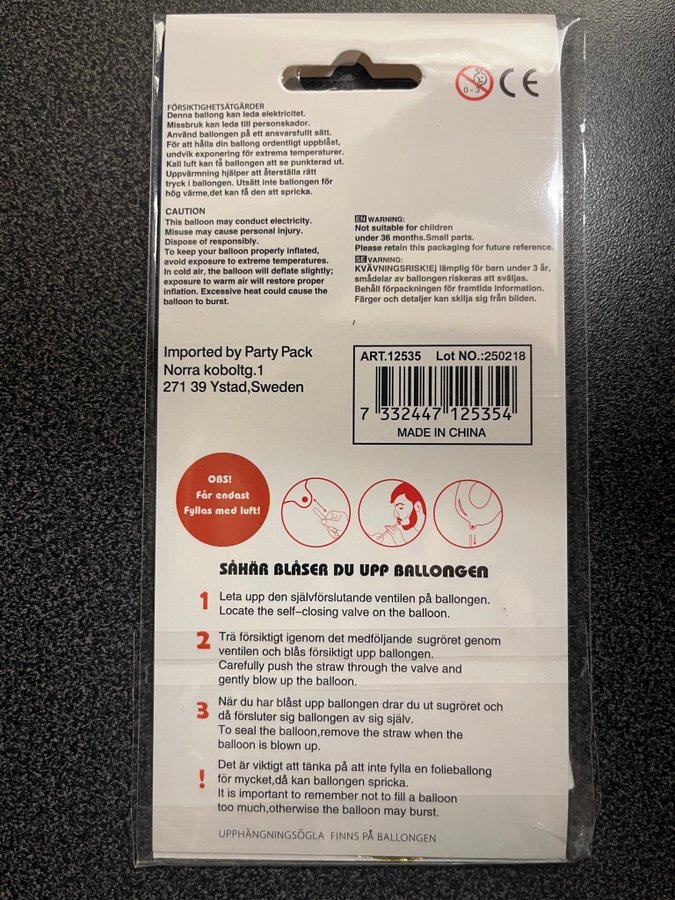 0-3
CE
FÖRSIKTIGHETSÅTGÄRDER
Denna ballong kan leda elektricitet.
Missbruk kan leda till personskador.
Använd ballongen på ett ansvarsfullt sätt.
För att hålla din ballong ordentligt uppblåst,
undvik exponering för extrema temperaturer.
Kall luft kan få ballongen att se punkterad ut.
Uppvärmning hjälper att återställa rätt
tryck i ballongen. Utsätt inte ballongen för
hög värme,det kan få den att spricka.
CAUTION
This balloon may conduct electricity.
Misuse may cause personal injury.
Dispose of responsibly.
To keep your balloon properly inflated,
avoid exposure to extreme temperatures.
In cold air, the balloon will deflate slightly;
exposure to warm air will restore proper
inflation. Excessive heat could cause the
balloon to burst.
EN WARNING:
Not suitable for children
under 36 months.Small parts.
Please retain this packaging for future reference.
SE VARNING:
KVÄVNINGSRISK!Ej lämplig för barn under 3 år,
smådelar av ballongen riskeras att sväljas.
Behåll förpackningen för framtida information.
Färger och detaljer kan skilja sig från bilden.
Imported by Party Pack
Norra koboltg.1
271 39 Ystad,Sweden
ART.12535 Lot NO.:250218
7 332447 125354
MADE IN CHINA
OBS!
Får endast
Fyllas med luft!
SÅHÄR BLÅSER DU UPP BALLONGEN
1 Leta upp den självförslutande ventilen på ballongen.
Locate the self-closing valve on the balloon.
2 Trä försiktigt igenom det medföljande sugröret genom
ventilen och blås försiktigt upp ballongen.
Carefully push the straw through the valve and
gently blow up the balloon.
3 När du har blåst upp ballongen drar du ut sugröret och
då försluter sig ballongen av sig själv.
To seal the balloon,remove the straw when the
balloon is blown up.
! Det är viktigt att tänka på att inte fylla en folieballong
för mycket,då kan ballongen spricka.
It is important to remember not to fill a balloon
too much,otherwise the balloon may burst.
UPPHÄNGNINGSÖGLA FINNS PÅ BALLONGEN